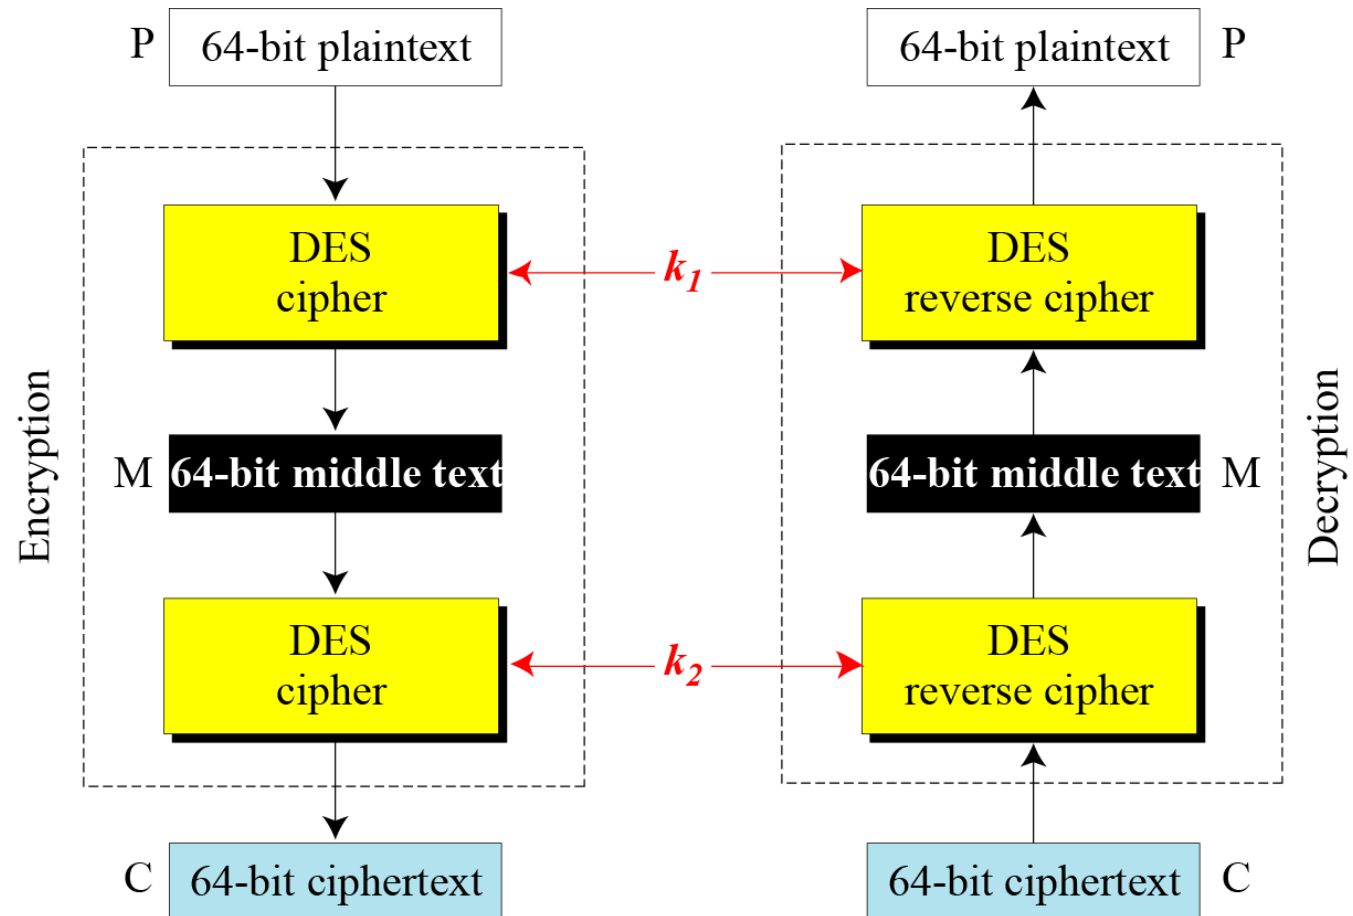 P
64-bit plaintext
64-bit plaintext
P
DES
cipher
k1
DES
reverse cipher
Encryption
M
64-bit middle text
64-bit middle text
M
Decryption
DES
cipher
k2
DES
reverse cipher
C
64-bit ciphertext
64-bit ciphertext
C